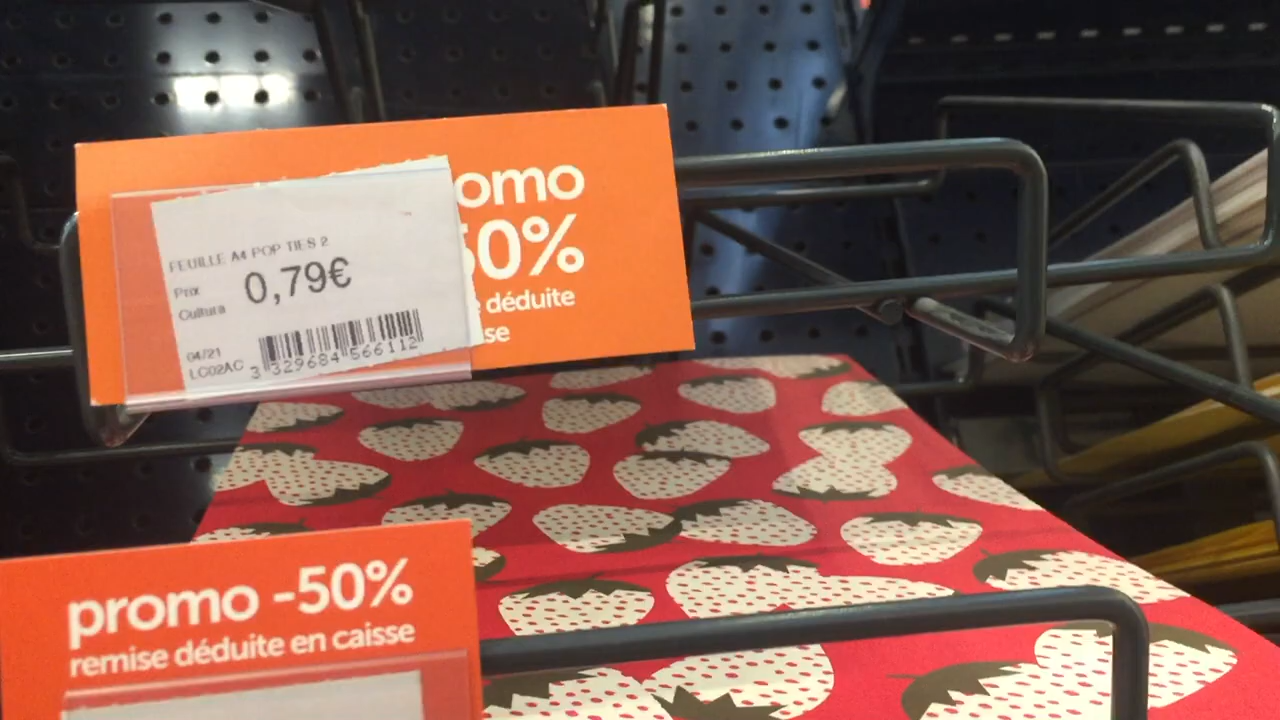 omo
50%
déduite
se
FEUILLE A4 POP TIES 2
Prix
Cultura
0,79€
04/21
LC02AC
3 329684 566112
promo -50%
remise déduite en caisse